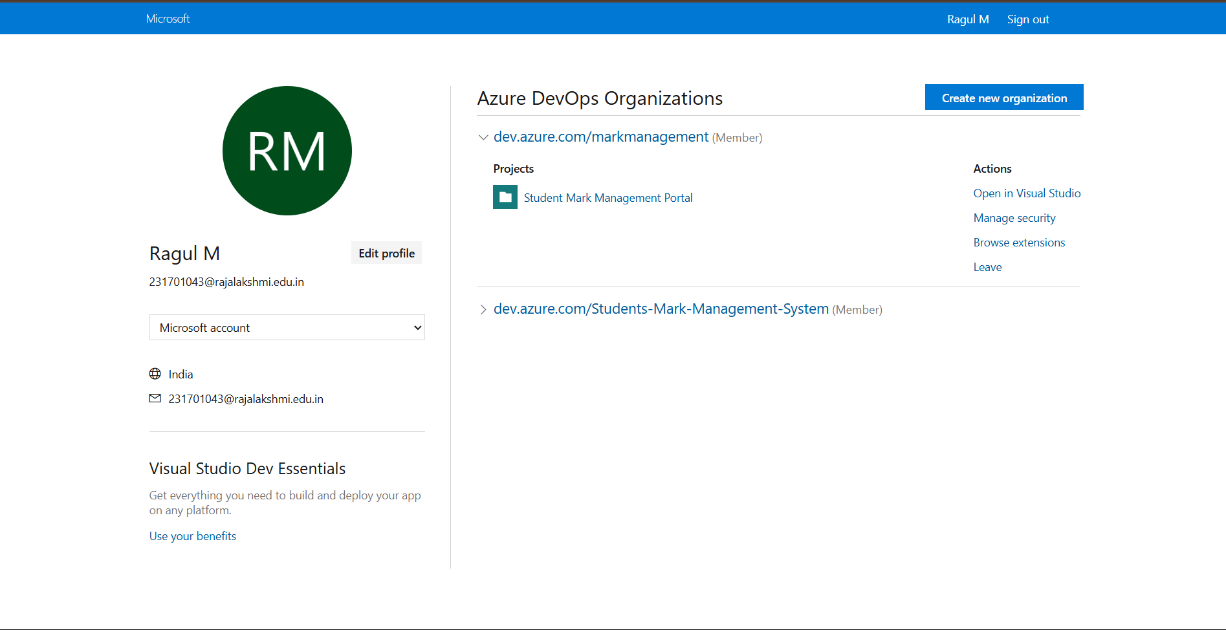 Microsoft
Ragul M Sign out
RM
Ragul M
Edit profile
231701043@rajalakshmi.edu.in
Microsoft account
India
231701043@rajalakshmi.edu.in
Visual Studio Dev Essentials
Get everything you need to build and deploy your app
on any platform.
Use your benefits
Azure DevOps Organizations
Create new organization
dev.azure.com/markmanagement (Member)
Projects
Student Mark Management Portal
Actions
Open in Visual Studio
Manage security
Browse extensions
Leave
dev.azure.com/Students-Mark-Management-System (Member)